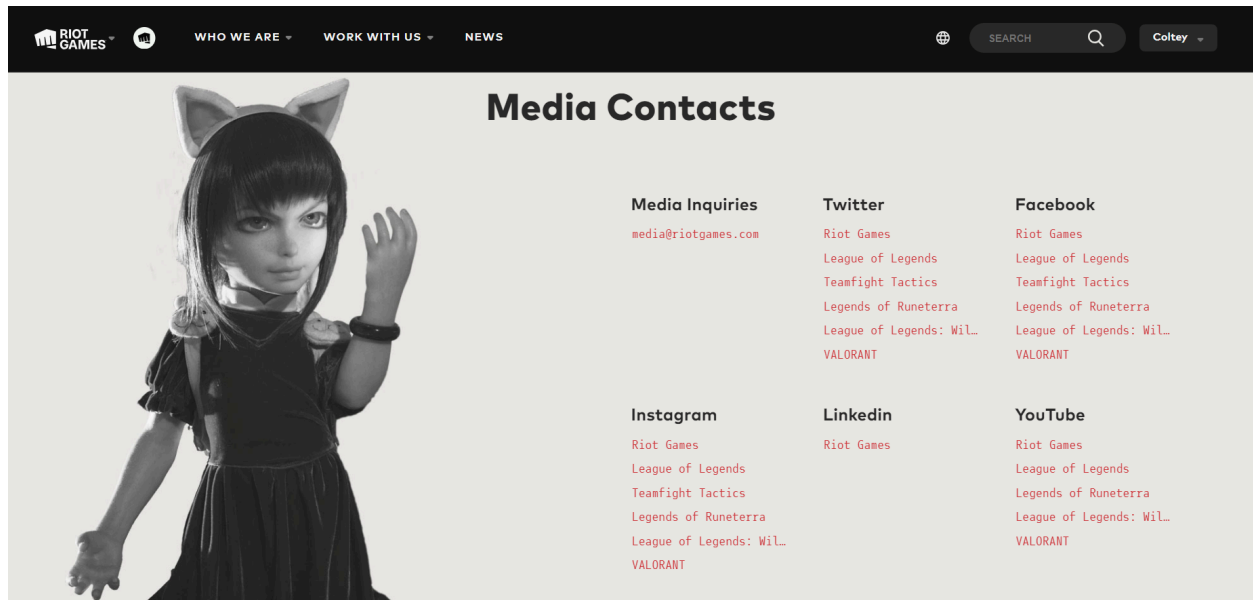 RIOT
GAMES
WHO WE ARE
WORK WITH US
NEWS
SEARCH
Coltey
Media Contacts
Media Inquiries
media@riotgames.com
Twitter
Riot Games
League of Legends
Teamfight Tactics
Legends of Runeterra
League of Legends: Wil…
VALORANT
Facebook
Riot Games
League of Legends
Teamfight Tactics
Legends of Runeterra
League of Legends: Wil…
VALORANT
Instagram
Riot Games
League of Legends
Teamfight Tactics
Legends of Runeterra
League of Legends: Wil…
VALORANT
Linkedin
Riot Games
YouTube
Riot Games
League of Legends
Legends of Runeterra
League of Legends: Wil…
VALORANT